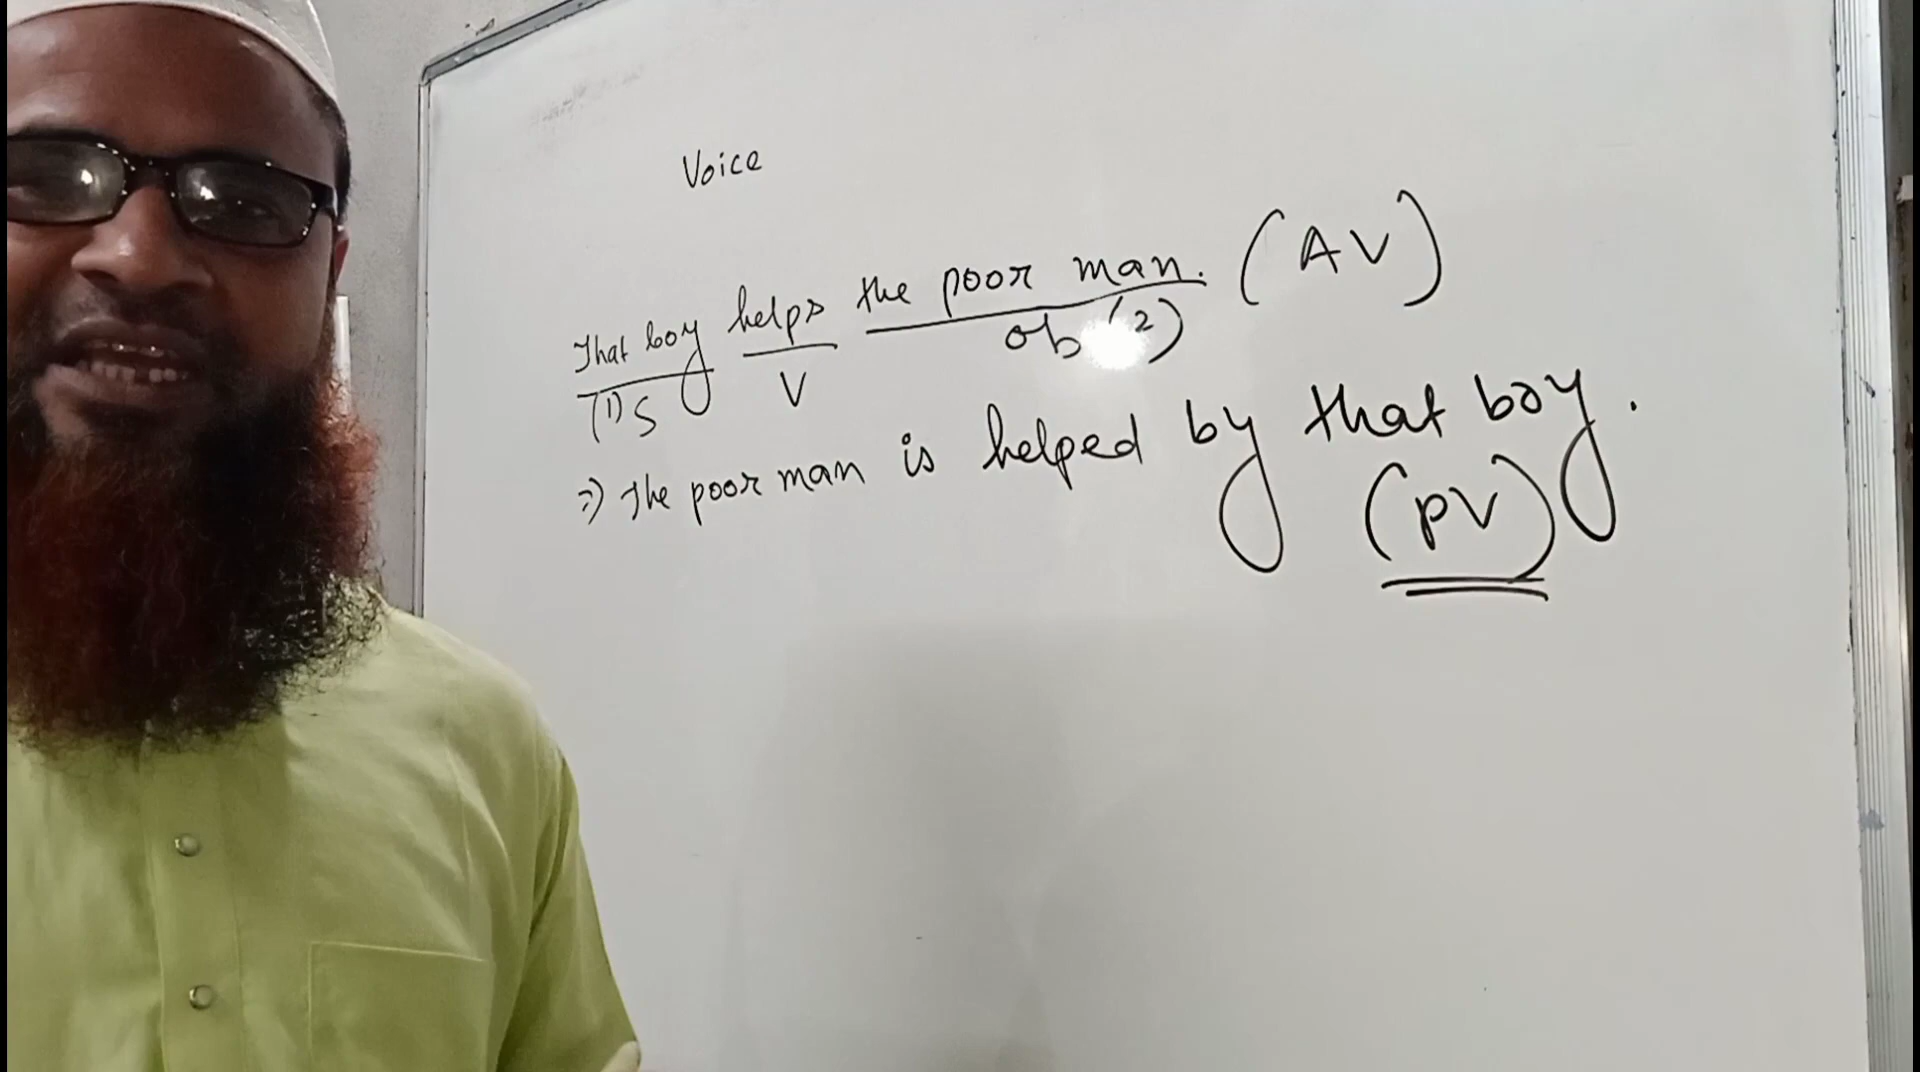 Voice
That boy helps the poor man. (AV)
(1) S V ob (2)
⇒ The poor man is helped by that boy.
(PV)